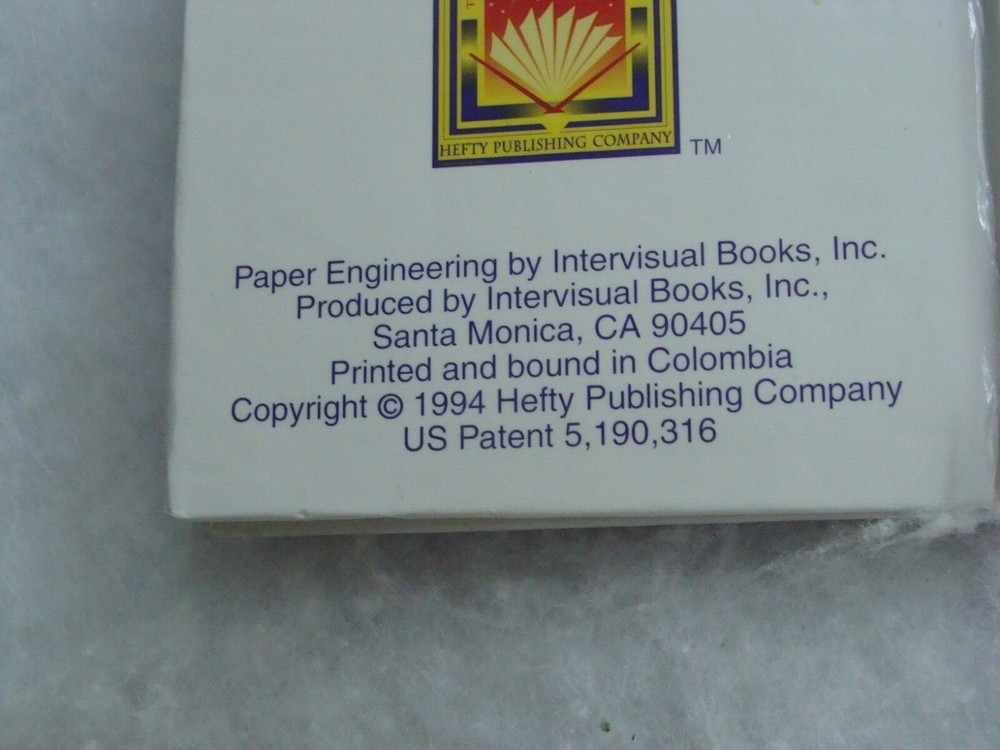 HEFTY PUBLISHING COMPANY
TM
Paper Engineering by Intervisual Books, Inc.
Produced by Intervisual Books, Inc.,
Santa Monica, CA 90405
Printed and bound in Colombia
Copyright © 1994 Hefty Publishing Company
US Patent 5,190,316